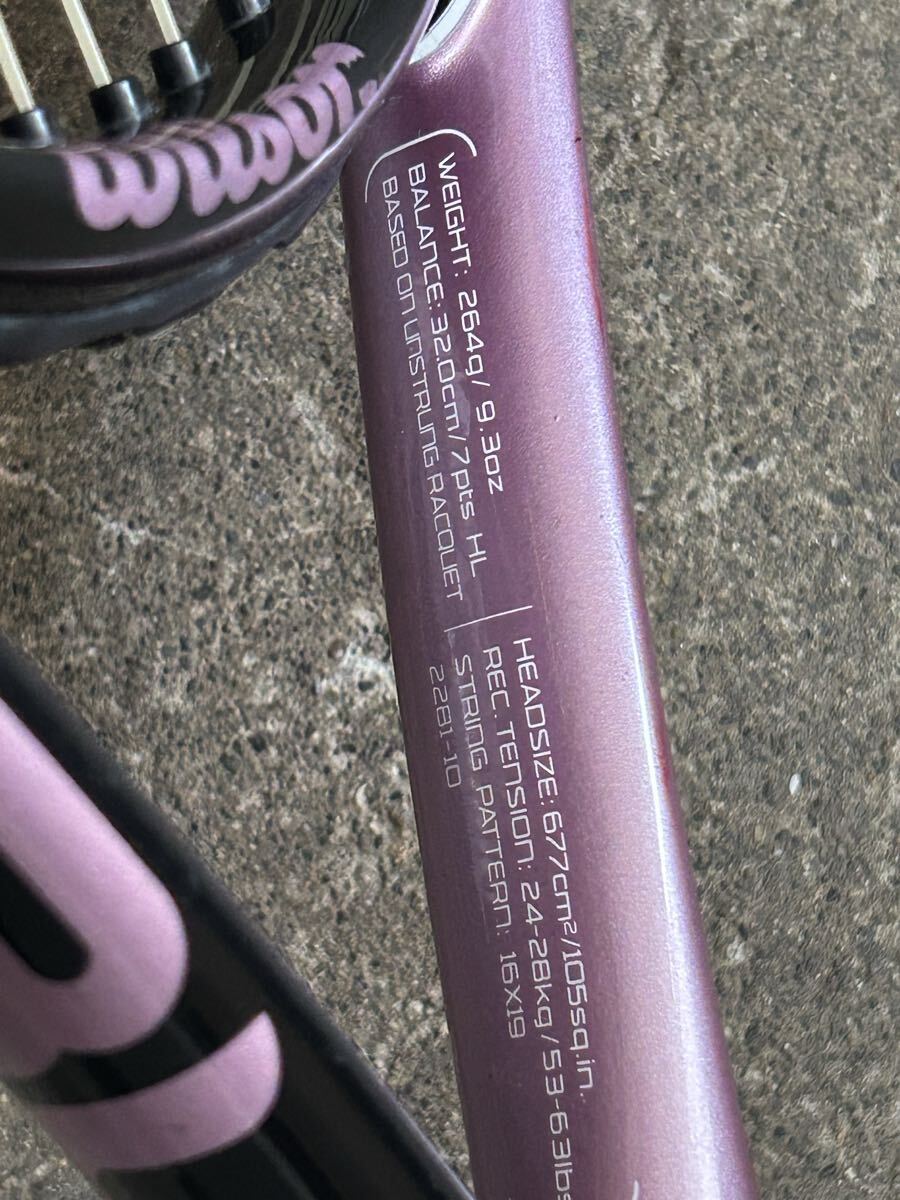 Wilson
WEIGHT: 264g/ 9.3oz
BALANCE: 32.0cm/7pts HL
BASED ON UNSTRUNG RACQUET
HEADSIZE: 677cm²/105sq.in.
REC. TENSION: 24-28kg/53-63lbs
STRING PATTERN: 16X19
2281-10